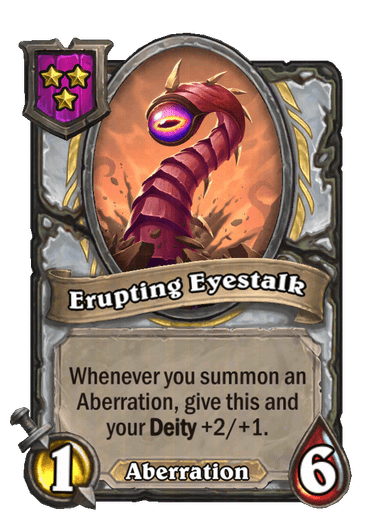 Erupting Eyestalk
Whenever you summon an
Aberration, give this and
your Deity +2/+1.
1
Aberration
6